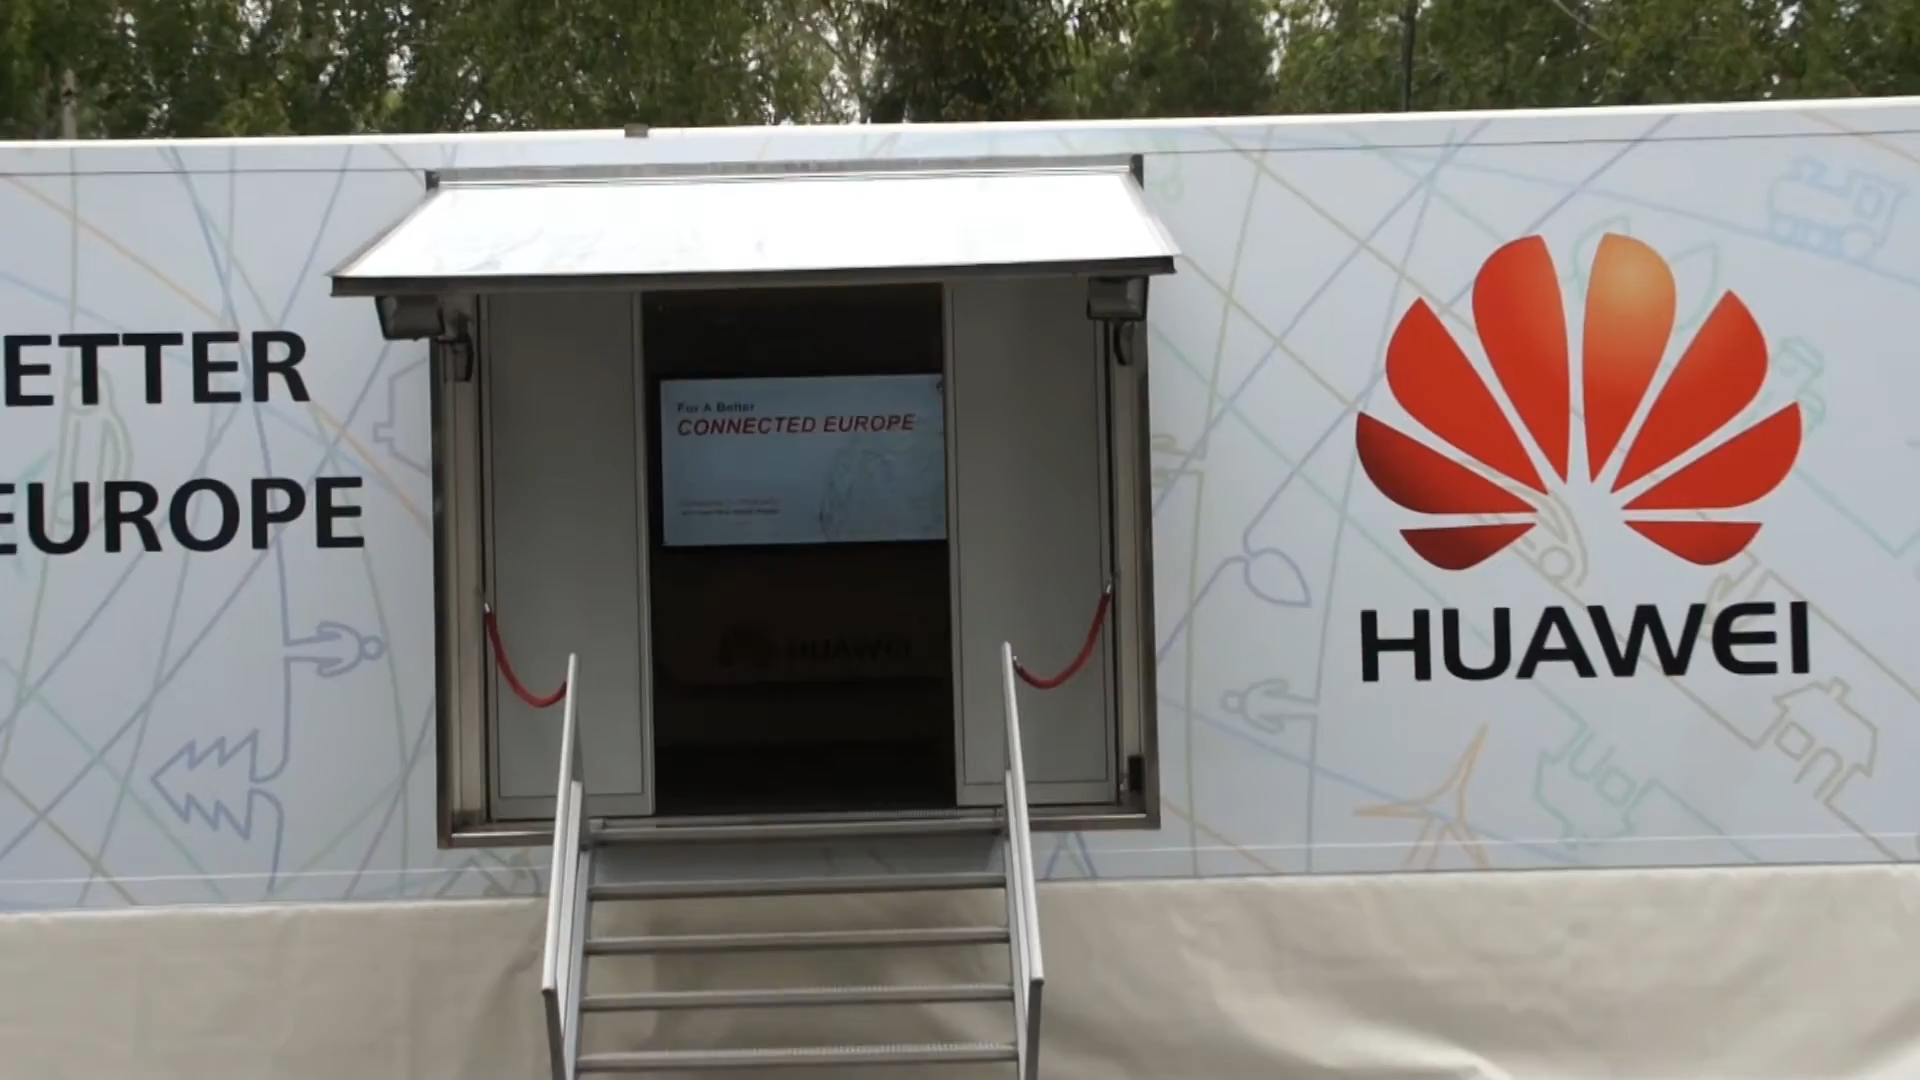 ETTER
EUROPE
For A Better
CONNECTED EUROPE
HUAWEI
HUAWEI